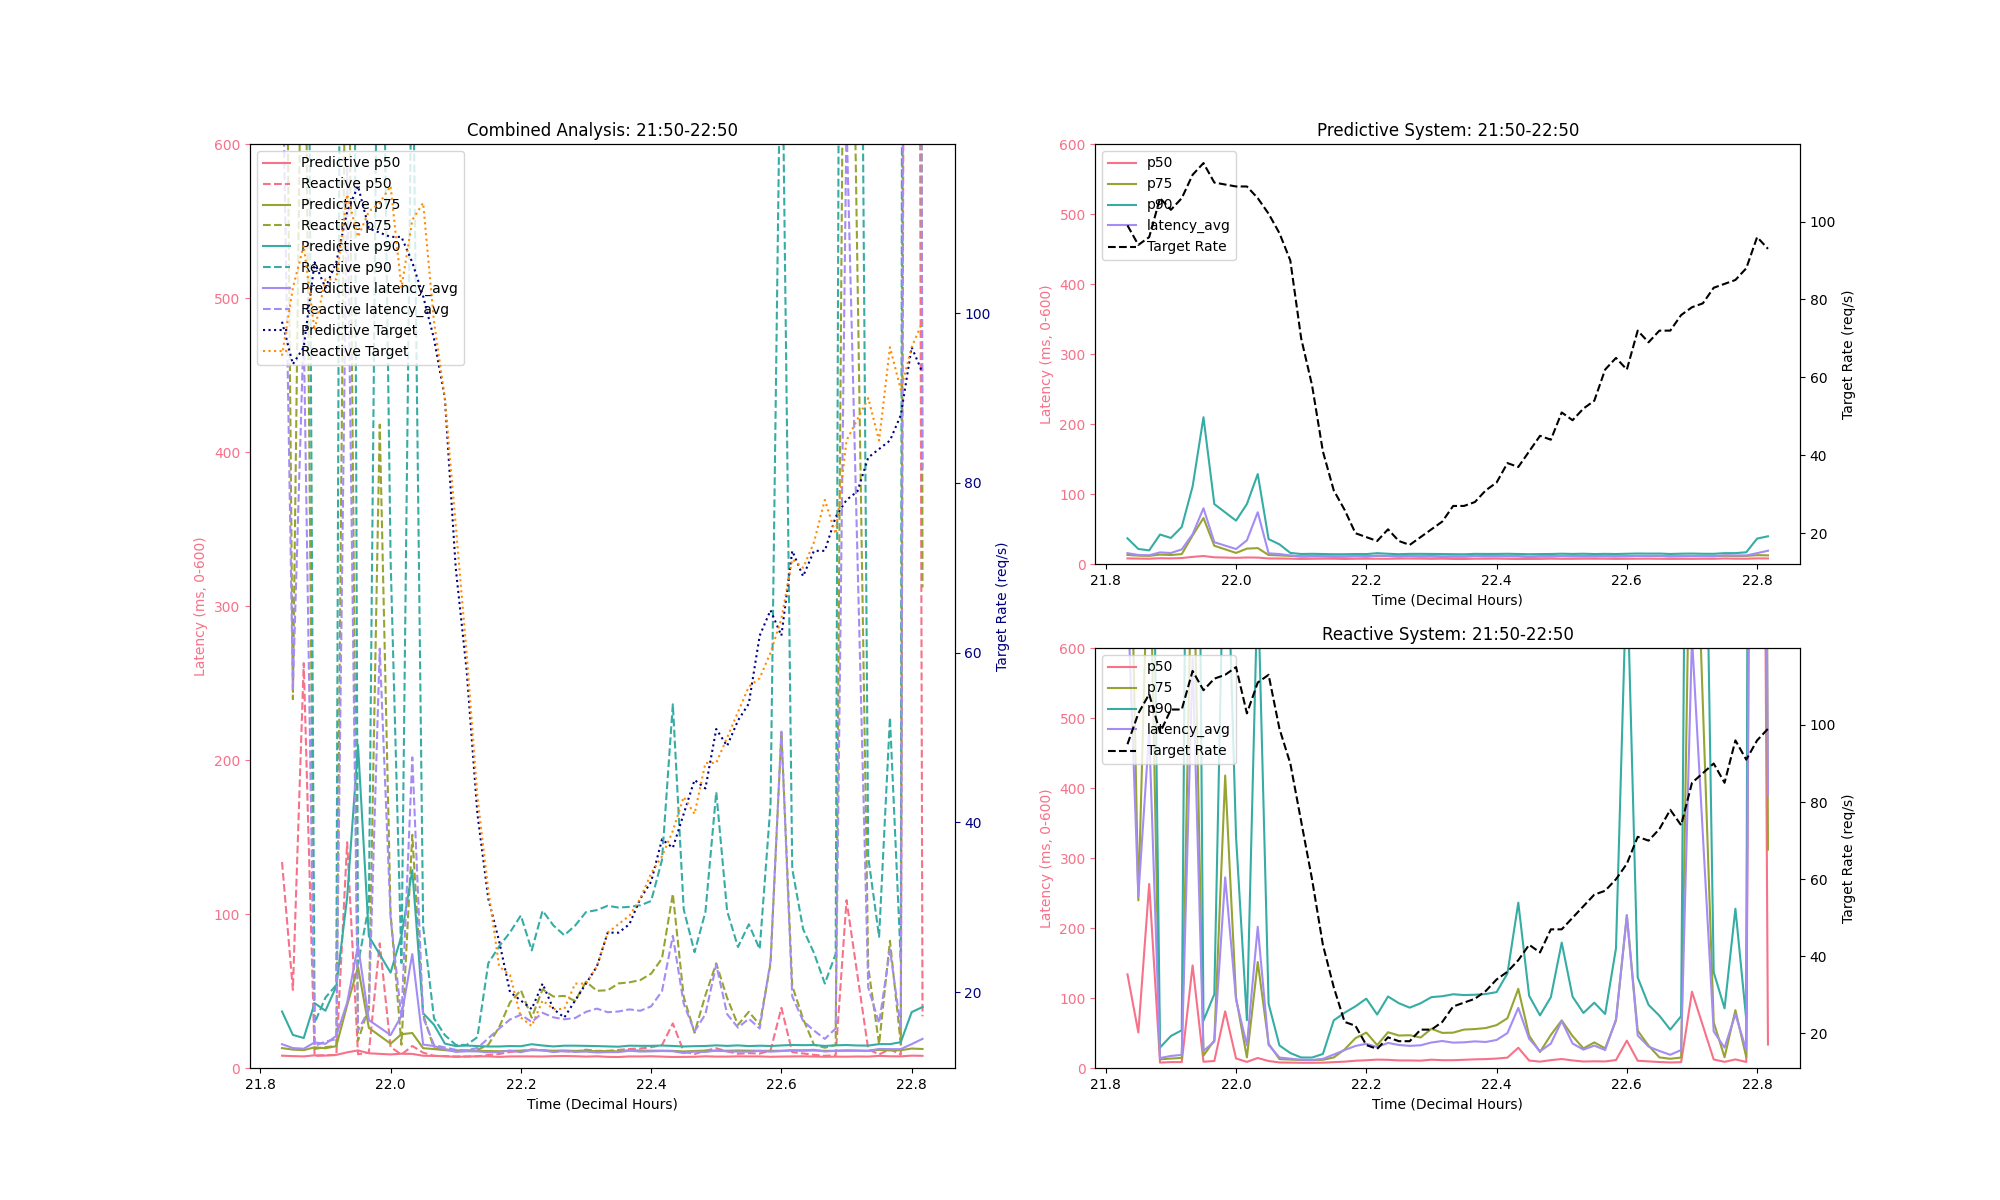 Combined Analysis: 21:50-22:50
600
500
400
300
200
100
0
Latency (ms, 0-600)
Predictive p50
Reactive p50
Predictive p75
Reactive p75
Predictive p90
Reactive p90
Predictive latency_avg
Reactive latency_avg
Predictive Target
Reactive Target
100
80
60
40
20
Target Rate (req/s)
21.8 22.0 22.2 22.4 22.6 22.8
Time (Decimal Hours)
Predictive System: 21:50-22:50
600
500
400
300
200
100
0
Latency (ms, 0-600)
p50
p75
p90
latency_avg
Target Rate
100
80
60
40
20
Target Rate (req/s)
21.8 22.0 22.2 22.4 22.6 22.8
Time (Decimal Hours)
Reactive System: 21:50-22:50
600
500
400
300
200
100
0
Latency (ms, 0-600)
p50
p75
p90
latency_avg
Target Rate
100
80
60
40
20
Target Rate (req/s)
21.8 22.0 22.2 22.4 22.6 22.8
Time (Decimal Hours)